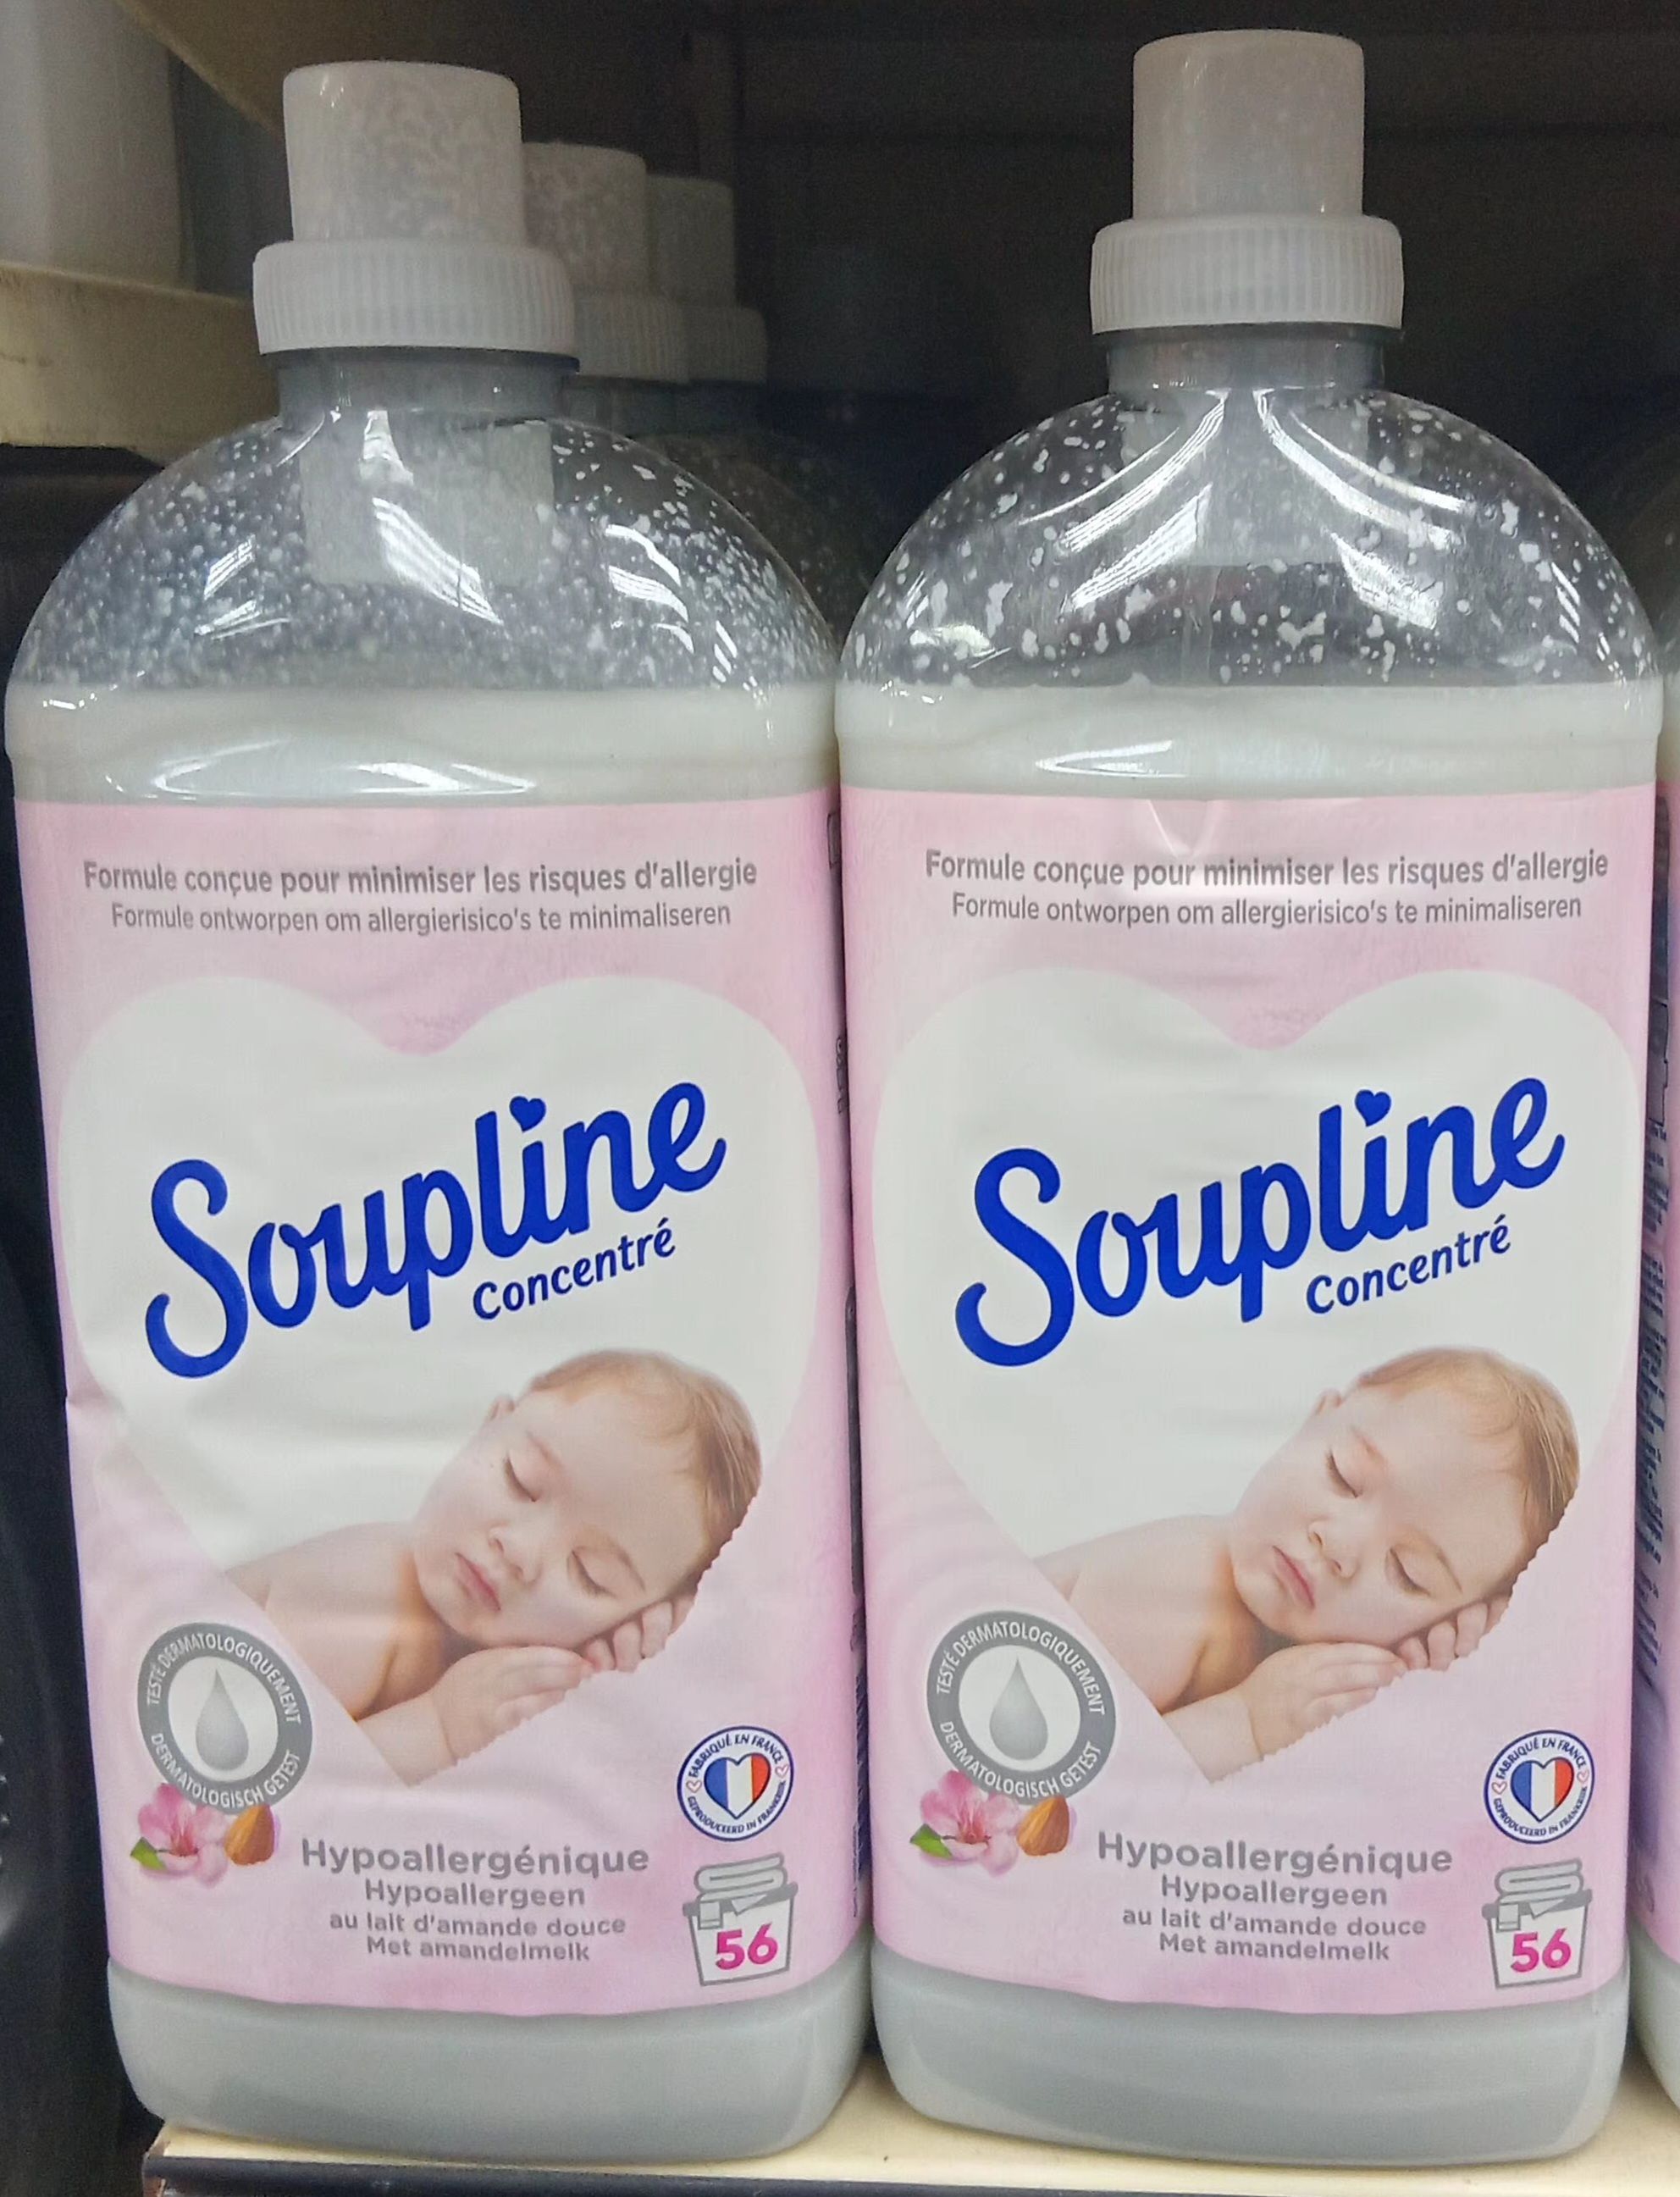 Formule conçue pour minimiser les risques d'allergie
Formule ontworpen om allergierisico's te minimaliseren
Soupline
Concentré
TESTÉ DERMATOLOGIQUEMENT
DERMATOLOGISCH GETEST
FABRIQUÉ EN FRANCE
GEPRODUCEERD IN FRANKRIJK
Hypoallergénique
Hypoallergeen
au lait d'amande douce
Met amandelmelk
56
Formule conçue pour minimiser les risques d'allergie
Formule ontworpen om allergierisico's te minimaliseren
Soupline
Concentré
TESTÉ DERMATOLOGIQUEMENT
DERMATOLOGISCH GETEST
FABRIQUÉ EN FRANCE
GEPRODUCEERD IN FRANKRIJK
Hypoallergénique
Hypoallergeen
au lait d'amande douce
Met amandelmelk
56